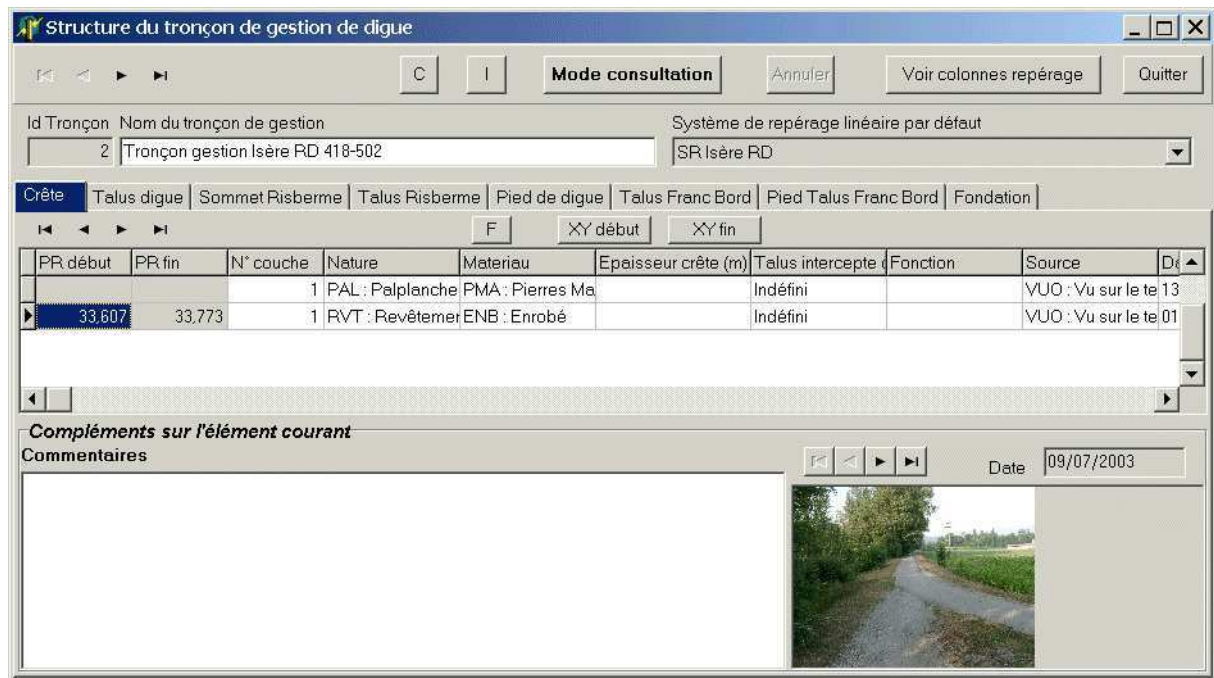 Structure du tronçon de gestion de digue
C I Mode consultation Annuler Voir colonnes repérage Quitter
Id Tronçon Nom du tronçon de gestion Système de repérage linéaire par défaut
2 Tronçon gestion Isère RD 418-502 SR Isère RD
Crête Talus digue Sommet Risberme Talus Risberme Pied de digue Talus Franc Bord Pied Talus Franc Bord Fondation
F XY début XY fin
PR début PR fin N° couche Nature Materiau Epaisseur crête (m) Talus intercepte Fonction Source
1 PAL : Palplanche PMA : Pierres Ma Indéfini VUO : Vu sur le te 13
33,607 33,773 1 RVT : Revêtemer ENB : Enrobé Indéfini VUO : Vu sur le te 01
Compléments sur l'élément courant
Commentaires
Date 09/07/2003